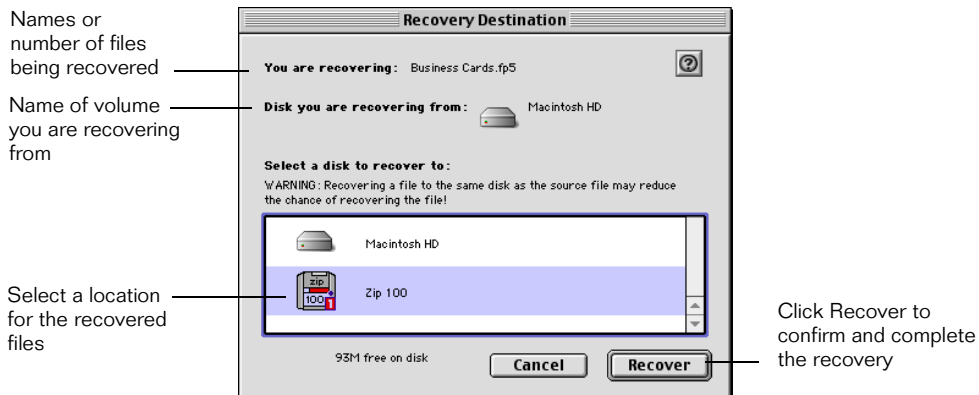 Names or
number of files
being recovered
Name of volume
you are recovering
from
Select a location
for the recovered
files
Recovery Destination
You are recovering: Business Cards.fp5
Disk you are recovering from: Macintosh HD
Select a disk to recover to:
WARNING: Recovering a file to the same disk as the source file may reduce
the chance of recovering the file!
Macintosh HD
zip
100
1
Zip 100
93M free on disk
Cancel
Recover
?
Click Recover to
confirm and complete
the recovery